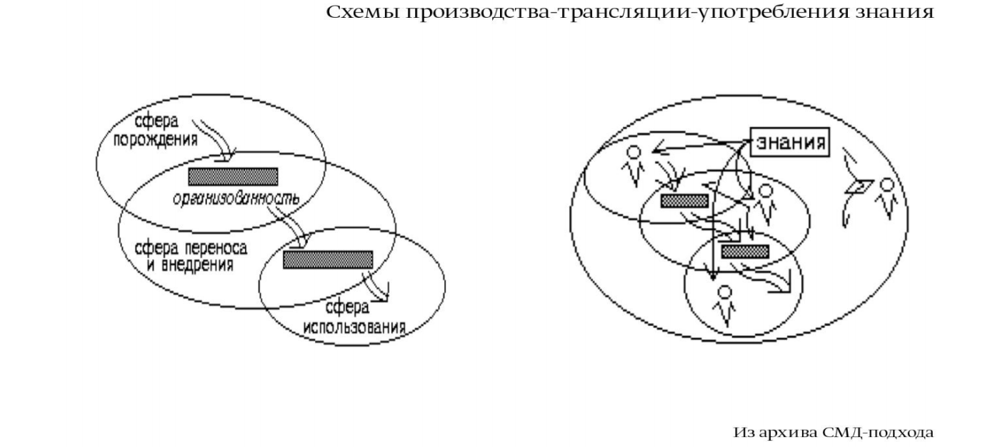 Схемы производства-трансляции-употребления знания
сфера
порождения
организованность
сфера переноса
и внедрения
сфера
использования
знания
Из архива СМД-подхода